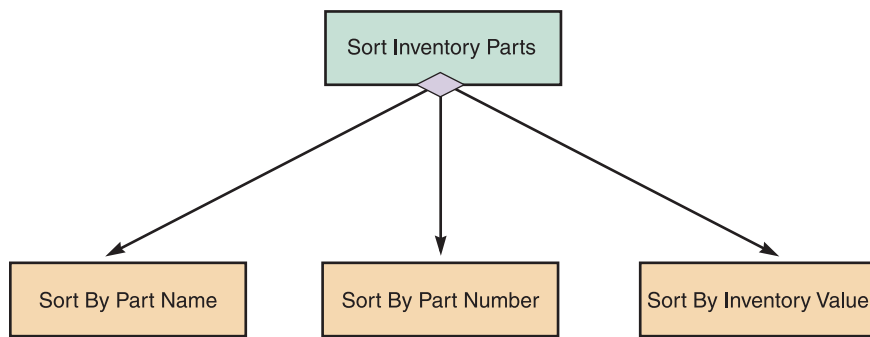 Sort Inventory Parts
Sort By Part Name
Sort By Part Number
Sort By Inventory Value